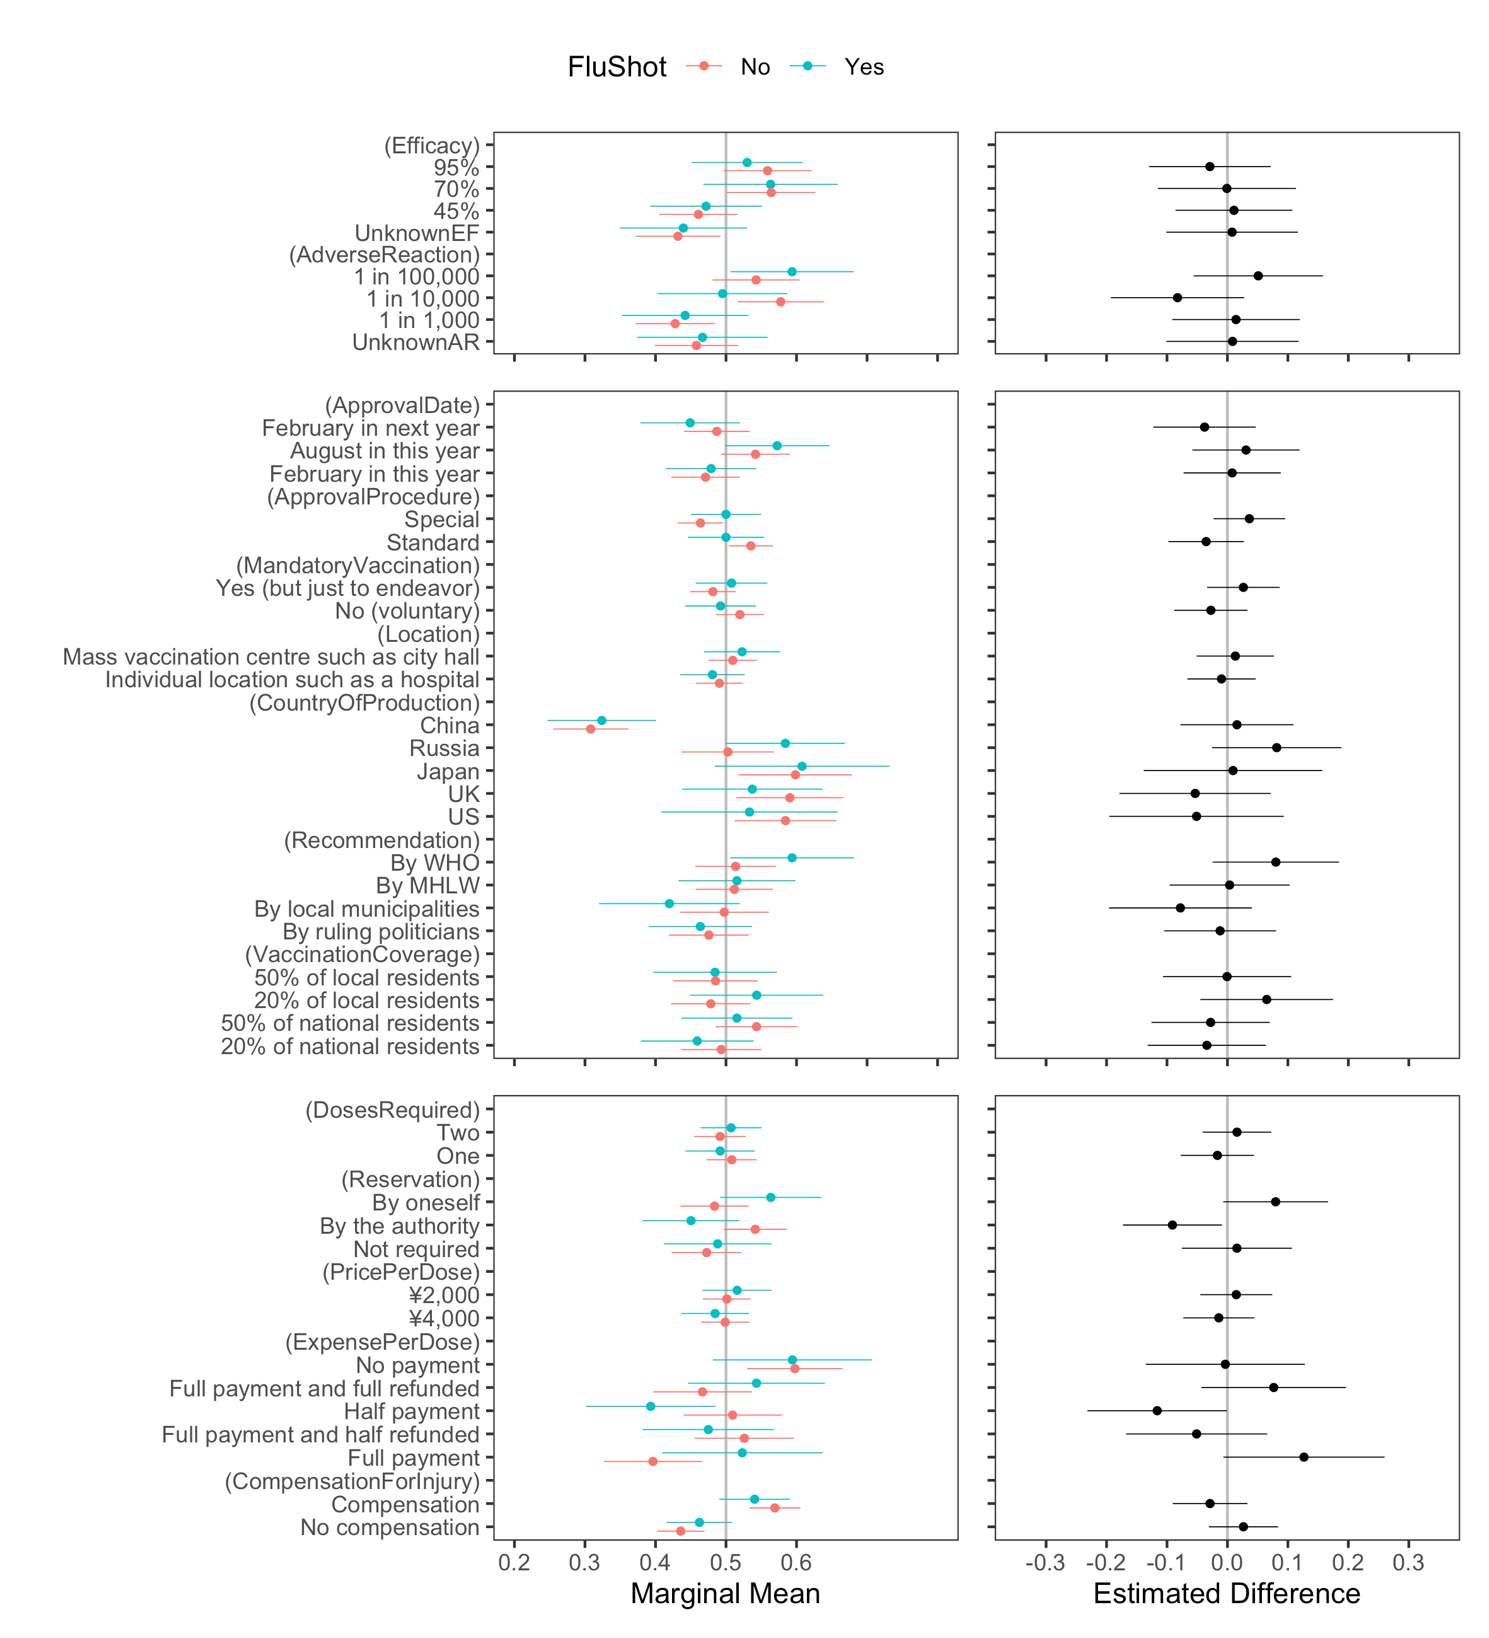 FluShot No Yes
(Efficacy)
95%
70%
45%
UnknownEF
(AdverseReaction)
1 in 100,000
1 in 10,000
1 in 1,000
UnknownAR
(ApprovalDate)
February in next year
August in this year
February in this year
(ApprovalProcedure)
Special
Standard
(MandatoryVaccination)
Yes (but just to endeavor)
No (voluntary)
(Location)
Mass vaccination centre such as city hall
Individual location such as a hospital
(CountryOfProduction)
China
Russia
Japan
UK
US
(Recommendation)
By WHO
By MHLW
By local municipalities
By ruling politicians
(VaccinationCoverage)
50% of local residents
20% of local residents
50% of national residents
20% of national residents
(DosesRequired)
Two
One
(Reservation)
By oneself
By the authority
Not required
(PricePerDose)
¥2,000
¥4,000
(ExpensePerDose)
No payment
Full payment and full refunded
Half payment
Full payment and half refunded
Full payment
(CompensationForInjury)
Compensation
No compensation
0.2 0.3 0.4 0.5 0.6
Marginal Mean
-0.3 -0.2 -0.1 0.0 0.1 0.2 0.3
Estimated Difference